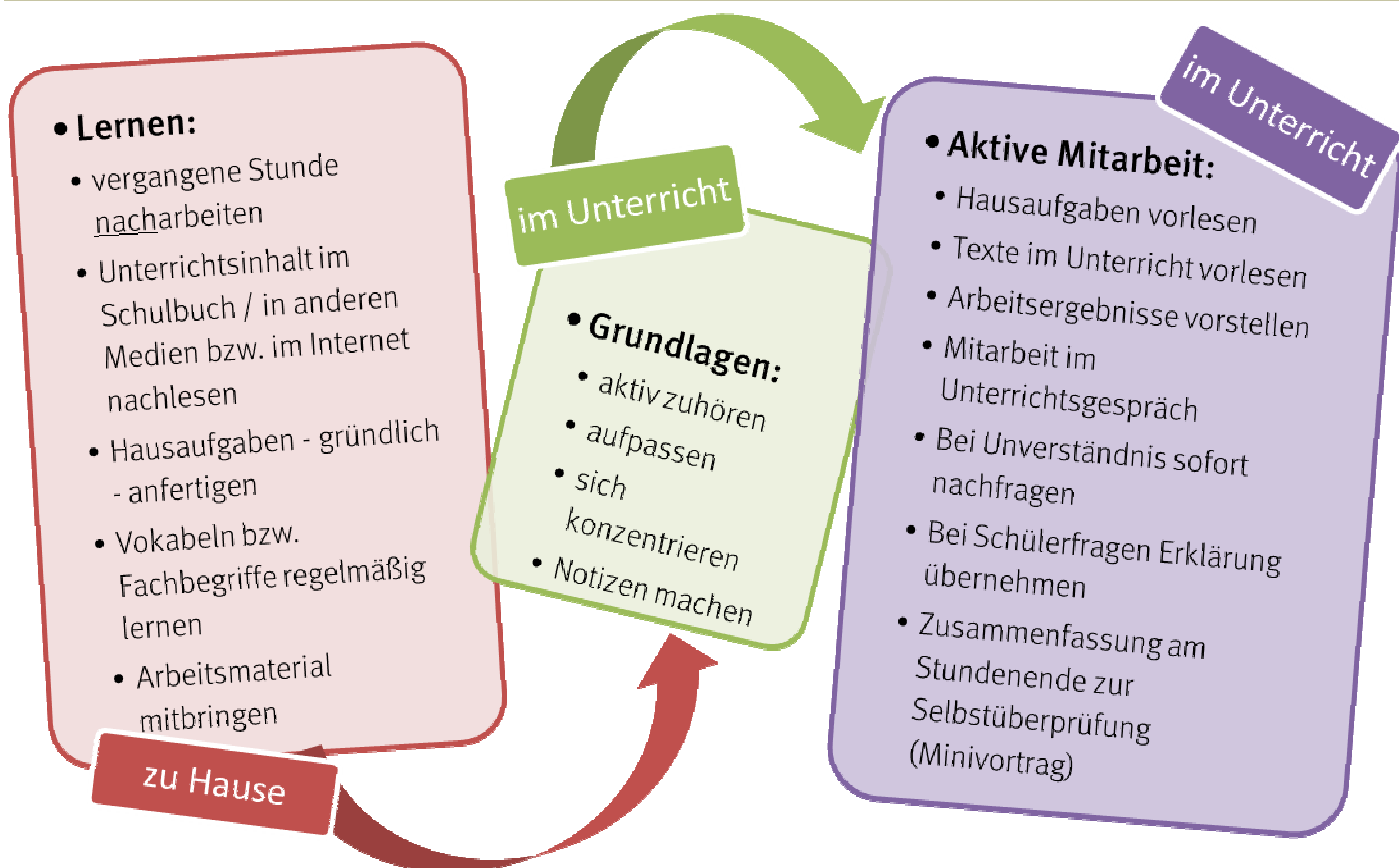 • Lernen:
• vergangene Stunde
nacharbeiten
• Unterrichtsinhalt im
Schulbuch / in anderen
Medien bzw. im Internet
nachlesen
• Hausaufgaben - gründlich
- anfertigen
• Vokabeln bzw.
Fachbegriffe regelmäßig
lernen
• Arbeitsmaterial
mitbringen
zu Hause
im Unterricht
• Grundlagen:
• aktiv zuhören
• aufpassen
• sich
konzentrieren
• Notizen machen
im Unterricht
• Aktive Mitarbeit:
• Hausaufgaben vorlesen
• Texte im Unterricht vorlesen
• Arbeitsergebnisse vorstellen
• Mitarbeit im
Unterrichtsgespräch
• Bei Unverständnis sofort
nachfragen
• Bei Schülerfragen Erklärung
übernehmen
• Zusammenfassung am
Stundenende zur
Selbstüberprüfung
(Minivortrag)